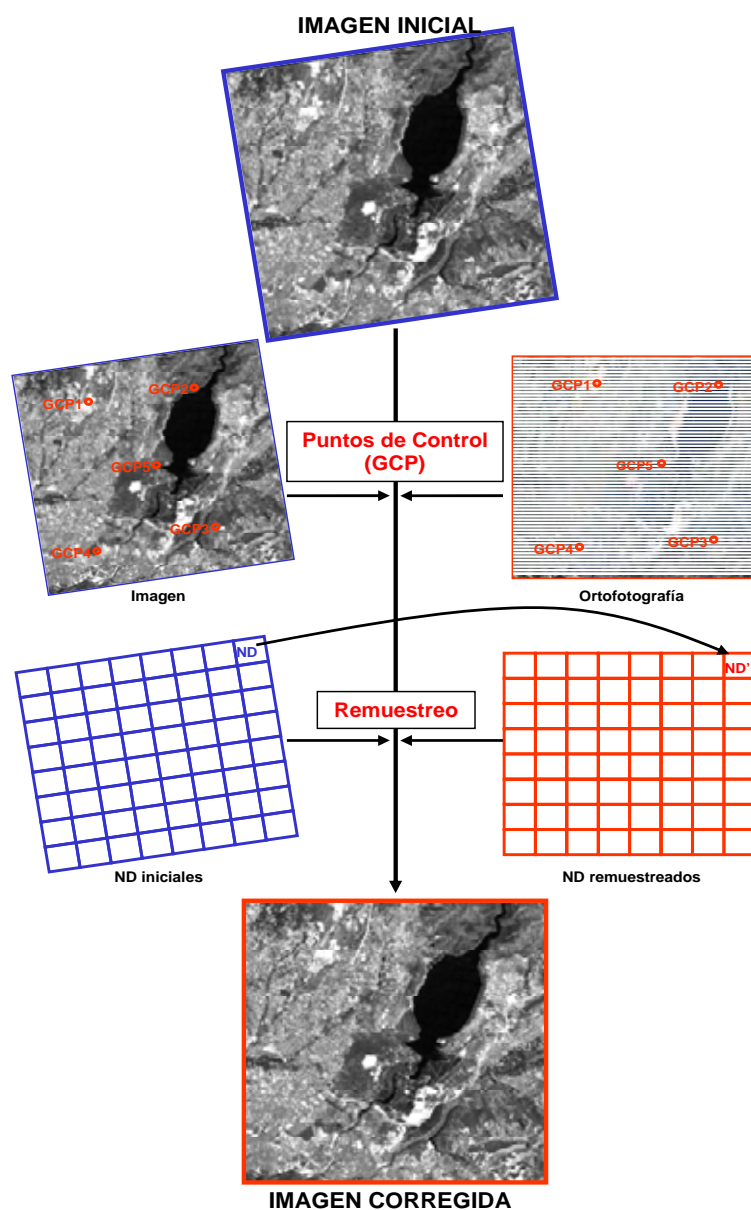 IMAGEN INICIAL
GCP1
GCP2
GCP5
GCP3
GCP4
Imagen
Puntos de Control
(GCP)
GCP1
GCP2
GCP5
GCP3
GCP4
Ortofotografía
ND
ND iniciales
Remuestreo
ND'
ND remuestreados
IMAGEN CORREGIDA